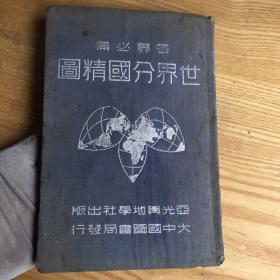 各界必備
世界分國精圖
亞光輿地學社出版
大中國圖書局發行